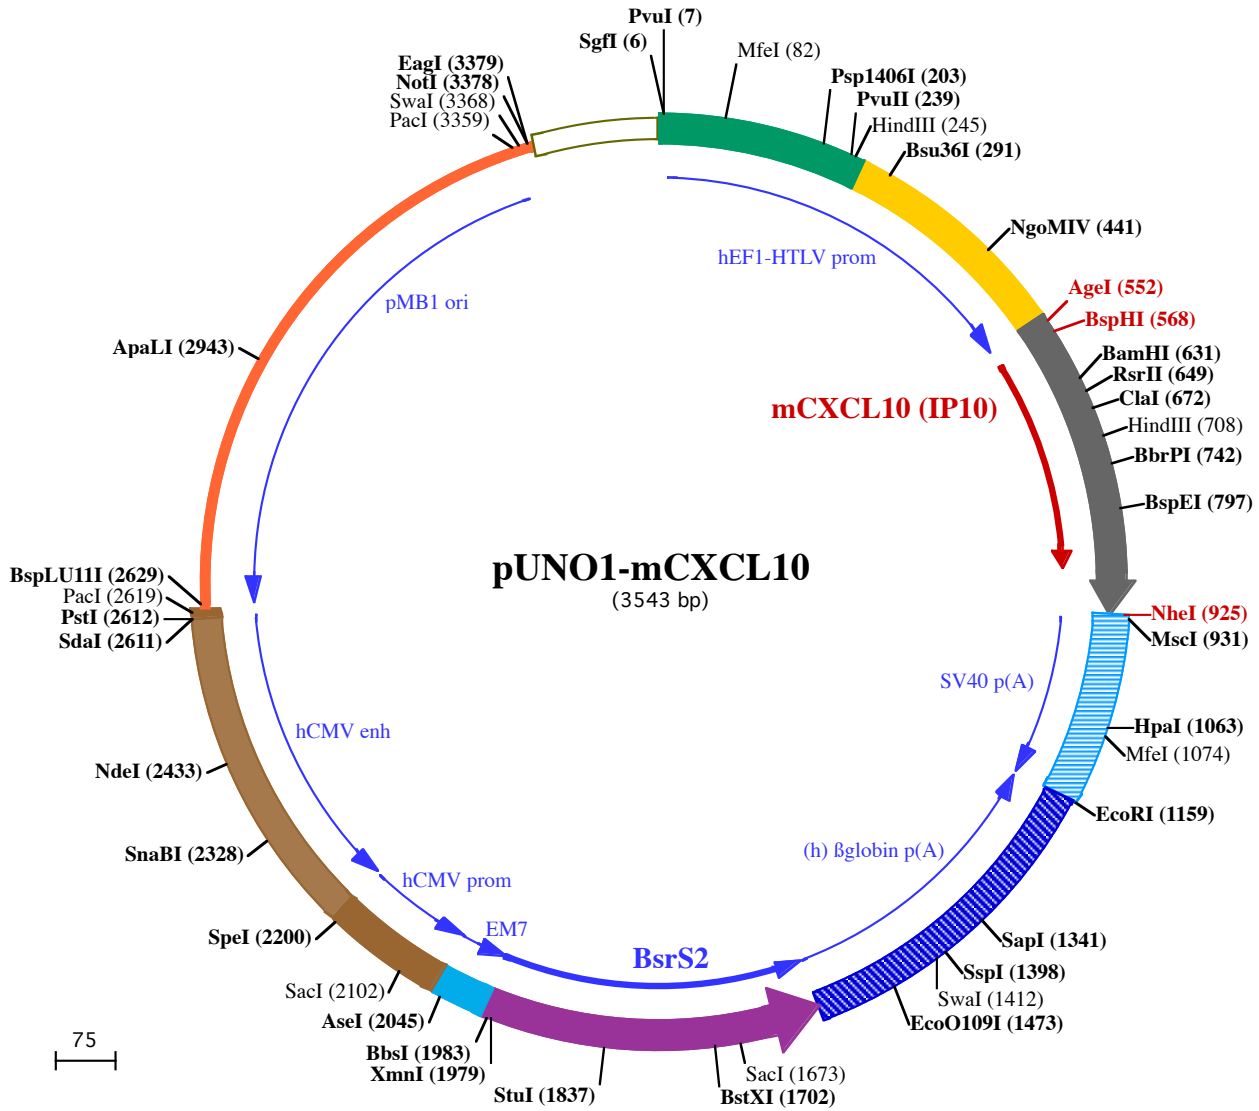 PvuI (7)
SgfI (6)
MfeI (82)
EagI (3379)
NotI (3378)
SwaI (3368)
PacI (3359)
Psp1406I (203)
PvuII (239)
HindIII (245)
Bsu36I (291)
NgoMIV (441)
hEF1-HTLV prom
pMB1 ori
AgeI (552)
BspHI (568)
ApaLI (2943)
BamHI (631)
RsrII (649)
ClaI (672)
HindIII (708)
BbrPI (742)
BspEI (797)
mCXCL10 (IP10)
pUNO1-mCXCL10
(3543 bp)
BspLU11I (2629)
PacI (2619)
PstI (2612)
SdaI (2611)
NheI (925)
MscI (931)
SV40 p(A)
hCMV enh
HpaI (1063)
MfeI (1074)
NdeI (2433)
EcoRI (1159)
SnaBI (2328)
(h) ßglobin p(A)
hCMV prom
EM7
BsrS2
SpeI (2200)
SapI (1341)
SspI (1398)
SwaI (1412)
EcoO109I (1473)
SacI (2102)
AseI (2045)
75
BbsI (1983)
XmnI (1979)
StuI (1837)
SacI (1673)
BstXI (1702)